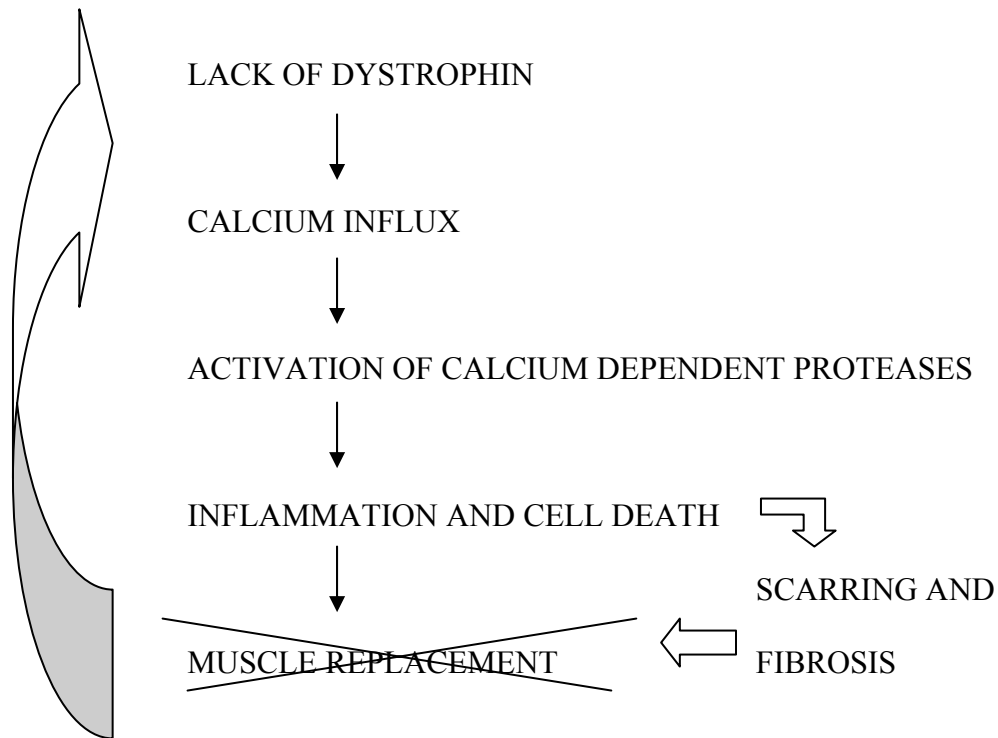 LACK OF DYSTROPHIN
CALCIUM INFLUX
ACTIVATION OF CALCIUM DEPENDENT PROTEASES
INFLAMMATION AND CELL DEATH
SCARRING AND
FIBROSIS
MUSCLE REPLACEMENT